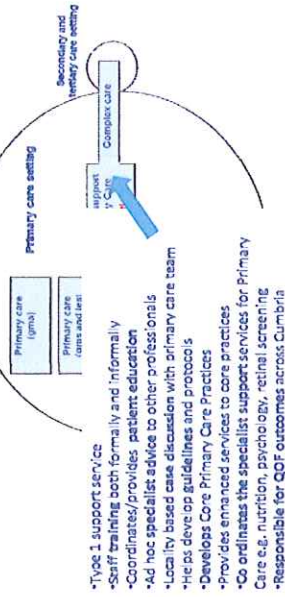 Secondary and
tertiary care setting
Primary care setting
Complex care
support
y Care
Primary care
(gms)
Primary care
•Type 1 support service
•Staff training both formally and informally
•Coordinates/provides patient education
•Ad hoc specialist advice to other professionals
•Locality based case discussion with primary care team
•Helps develop guidelines and protocols
•Develops Core Primary Care Practices
•Provides enhanced services to core practices
•Co ordinates the specialist support services for Primary
Care e.g. nutrition, psychology, retinal screening
•Responsible for QOF outcomes across Cumbria